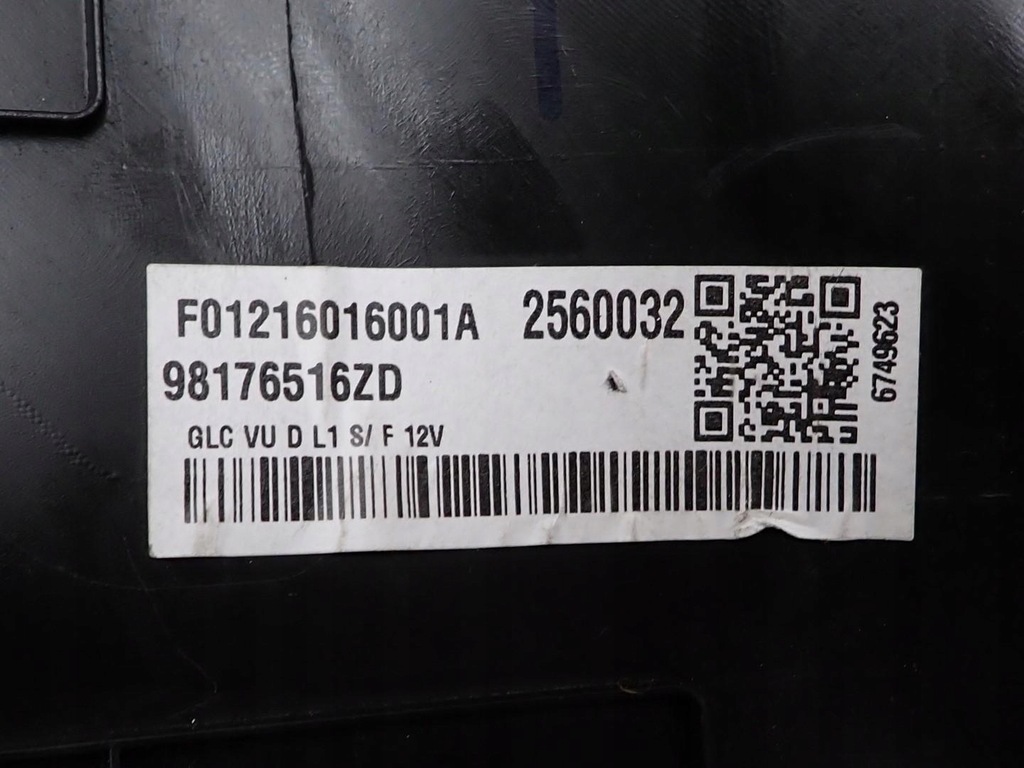 F01216016001A 2560032
98176516ZD
GLC VU D L1 S/ F 12V
6749623